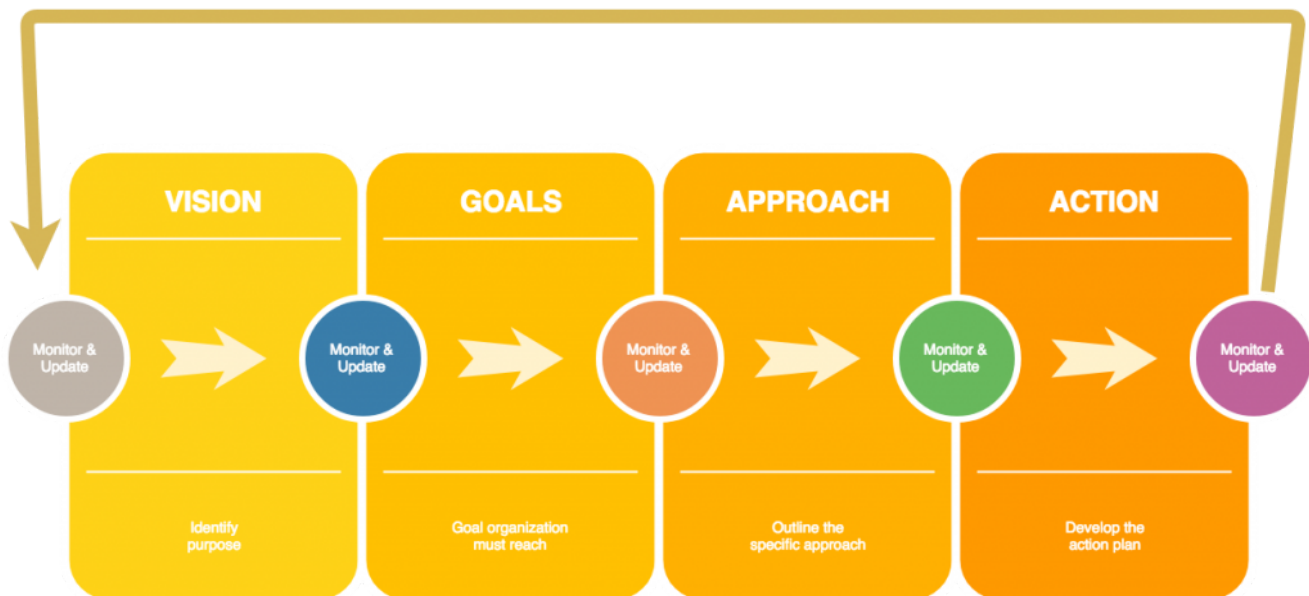 VISION
GOALS
APPROACH
ACTION
Monitor &
Update
Monitor &
Update
Monitor &
Update
Monitor &
Update
Monitor &
Update
Identify
purpose
Goal organization
must reach
Outline the
specific approach
Develop the
action plan